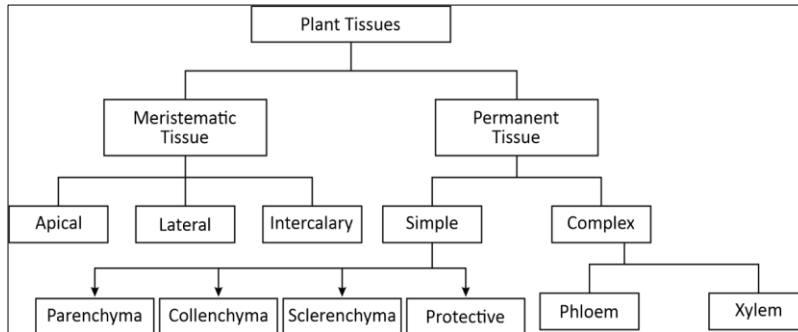 Plant Tissues
Meristematic
Tissue
Permanent
Tissue
Apical
Lateral
Intercalary
Simple
Complex
Parenchyma
Collenchyma
Sclerenchyma
Protective
Phloem
Xylem